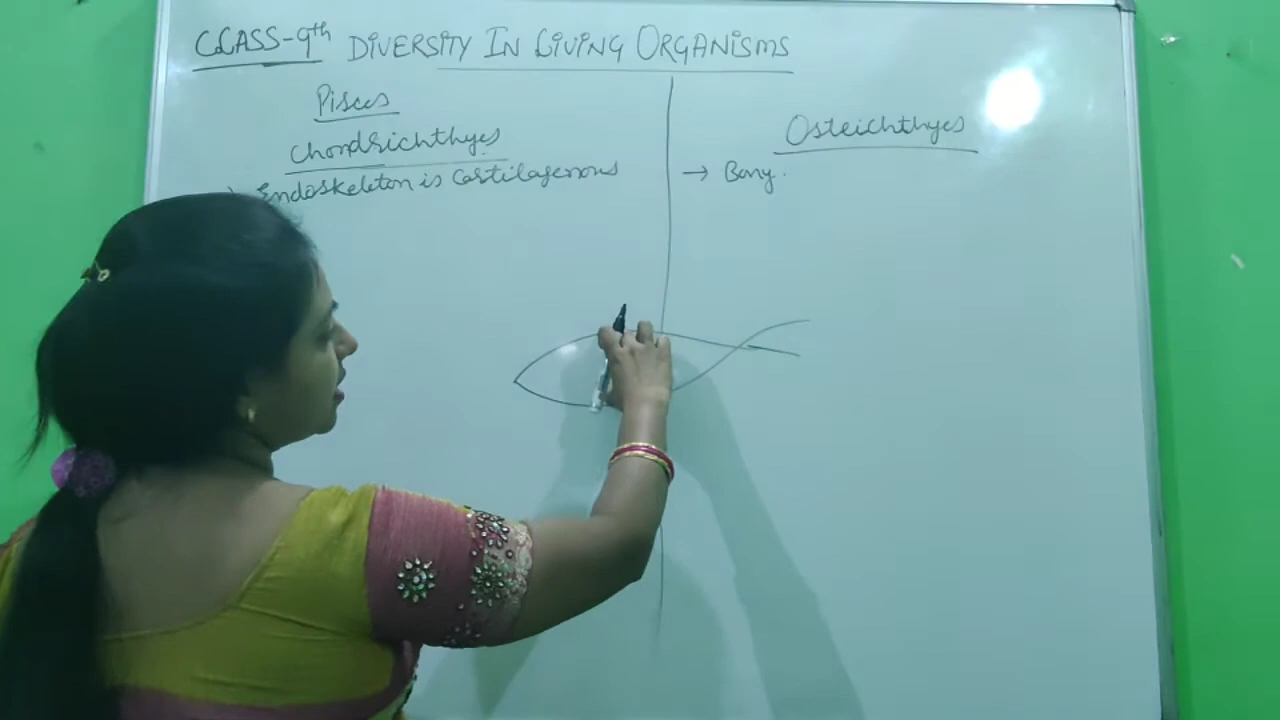 CLASS-9th DIVERSITY IN LIVING ORGANISMS
Pisces
Chondrichthyes
Endoskeleton is Cartilagenous
Osteichthyes
→ Bony.